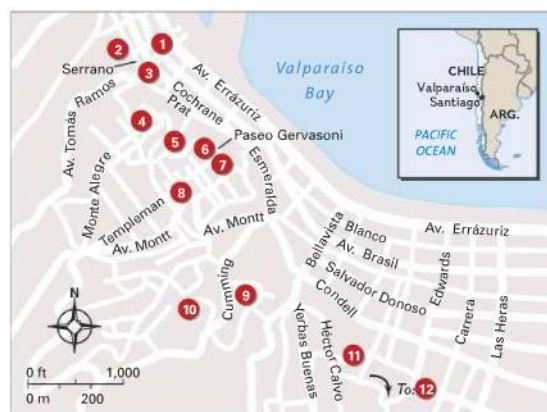 1
2
Serrano
3
Ramos
Cochrane
Prat
Av. Errázuriz
Valparaíso
Bay
CHILE
Valparaíso
Santiago
ARG.
PACIFIC
OCEAN
4
5
6
Paseo Gervasoni
7
Av. Tomás
Monte Alegre
Esmeralda
8
Templeman
Av. Montt
Av. Montt
Bellavista
Blanco
Av. Errázuriz
Av. Brasil
Salvador Donoso
Condell
Edwards
Carrera
Las Heras
N
Cumming
9
10
Yerbas Buenas
Héctor Calvo
11
To:
12
0 ft
1,000
0 m
200